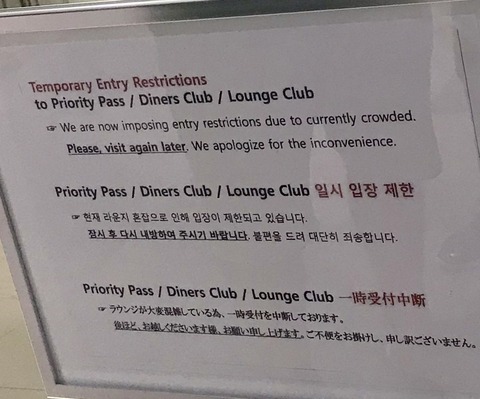 Temporary Entry Restrictions
to Priority Pass / Diners Club / Lounge Club
☞ We are now imposing entry restrictions due to currently crowded.
Please, visit again later. We apologize for the inconvenience.
Priority Pass / Diners Club / Lounge Club 일시 입장 제한
☞ 현재 라운지 혼잡으로 인해 입장이 제한되고 있습니다.
잠시 후 다시 내방하여 주시기 바랍니다. 불편을 드려 대단히 죄송합니다.
Priority Pass / Diners Club / Lounge Club 一時受付中断
☞ ラウンジが大変混雑している為、一時受付を中断しております。
後ほど、お越しくださいます様、お願い申し上げます。ご不便をお掛けし、申し訳ございません。